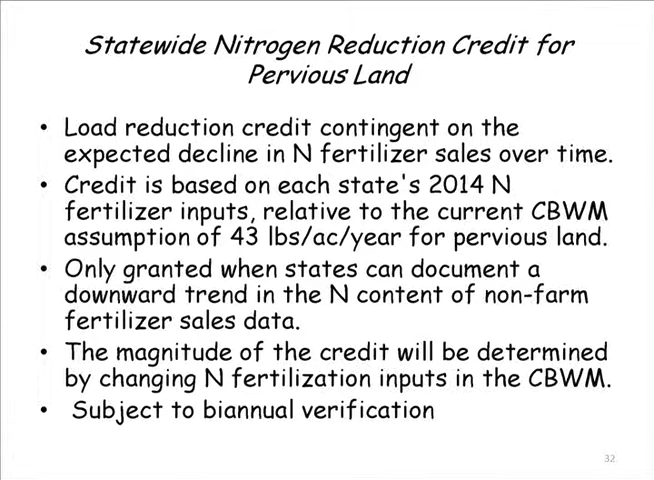 Statewide Nitrogen Reduction Credit for
Pervious Land
• Load reduction credit contingent on the
expected decline in N fertilizer sales over time.
• Credit is based on each state's 2014 N
fertilizer inputs, relative to the current CBWM
assumption of 43 lbs/ac/year for pervious land.
• Only granted when states can document a
downward trend in the N content of non-farm
fertilizer sales data.
• The magnitude of the credit will be determined
by changing N fertilization inputs in the CBWM.
• Subject to biannual verification
32